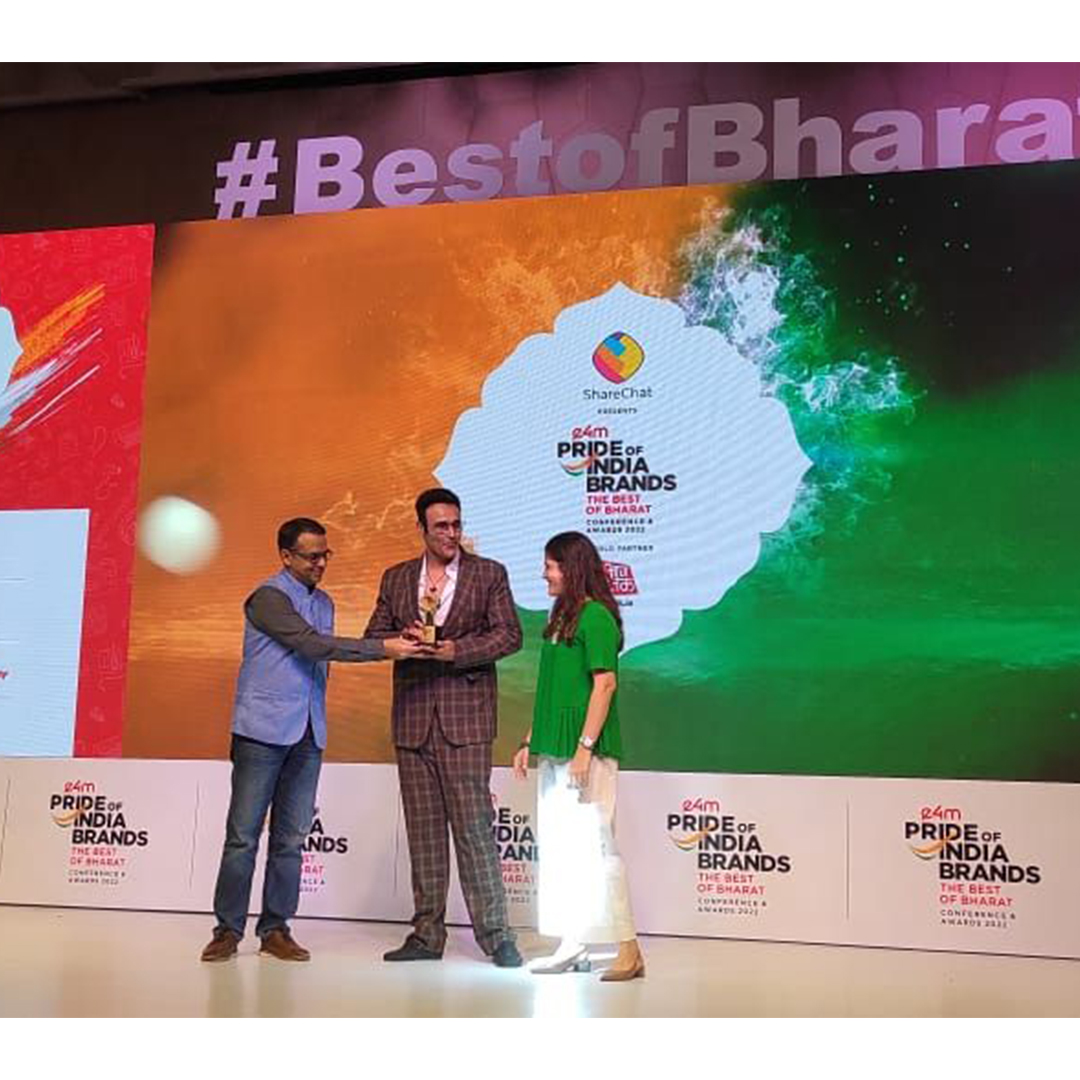 #BestofBhara
ShareChat
PRESENTS
e4m
PRIDE OF
INDIA
BRANDS
THE BEST
OF BHARAT
CONFERENCE &
AWARDS 2022
PARTNER
e4m
PRIDE OF
INDIA
BRANDS
THE BEST
OF BHARAT
CONFERENCE &
AWARDS 2022
e4m
PRIDE OF
INDIA
BRANDS
THE BEST
OF BHARAT
CONFERENCE &
AWARDS 2022
e4m
PRIDE OF
INDIA
BRANDS
THE BEST
OF BHARAT
CONFERENCE &
AWARDS 2022